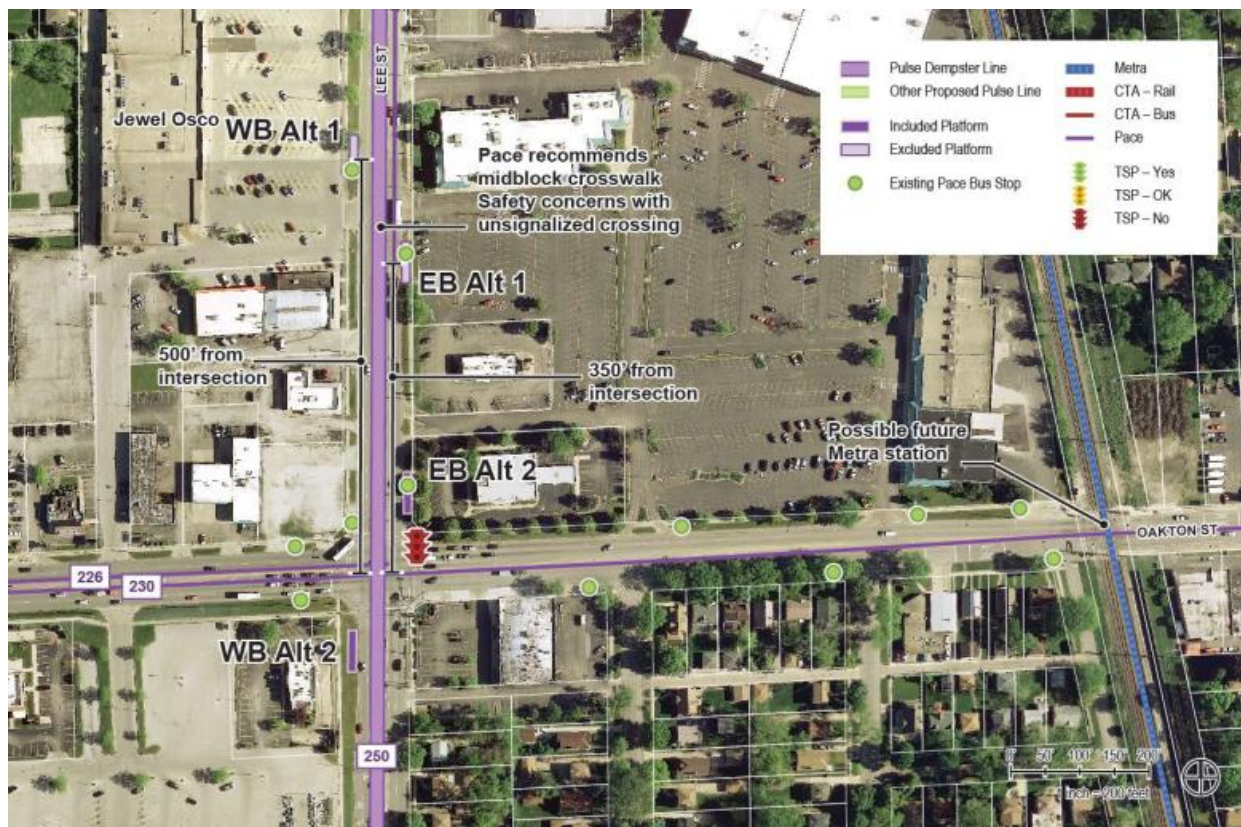 LEE ST
Jewel Osco
WB Alt 1
Pace recommends
midblock crosswalk
Safety concerns with
unsignalized crossing
EB Alt 1
500' from
intersection
350' from
intersection
EB Alt 2
Possible future
Metra station
OAKTON ST
226
230
WB Alt 2
250
Pulse Dempster Line
Other Proposed Pulse Line
Included Platform
Excluded Platform
Existing Pace Bus Stop
Metra
CTA – Rail
CTA – Bus
Pace
TSP – Yes
TSP – OK
TSP – No
0' 50' 100' 150' 200'
inch – 200 feet